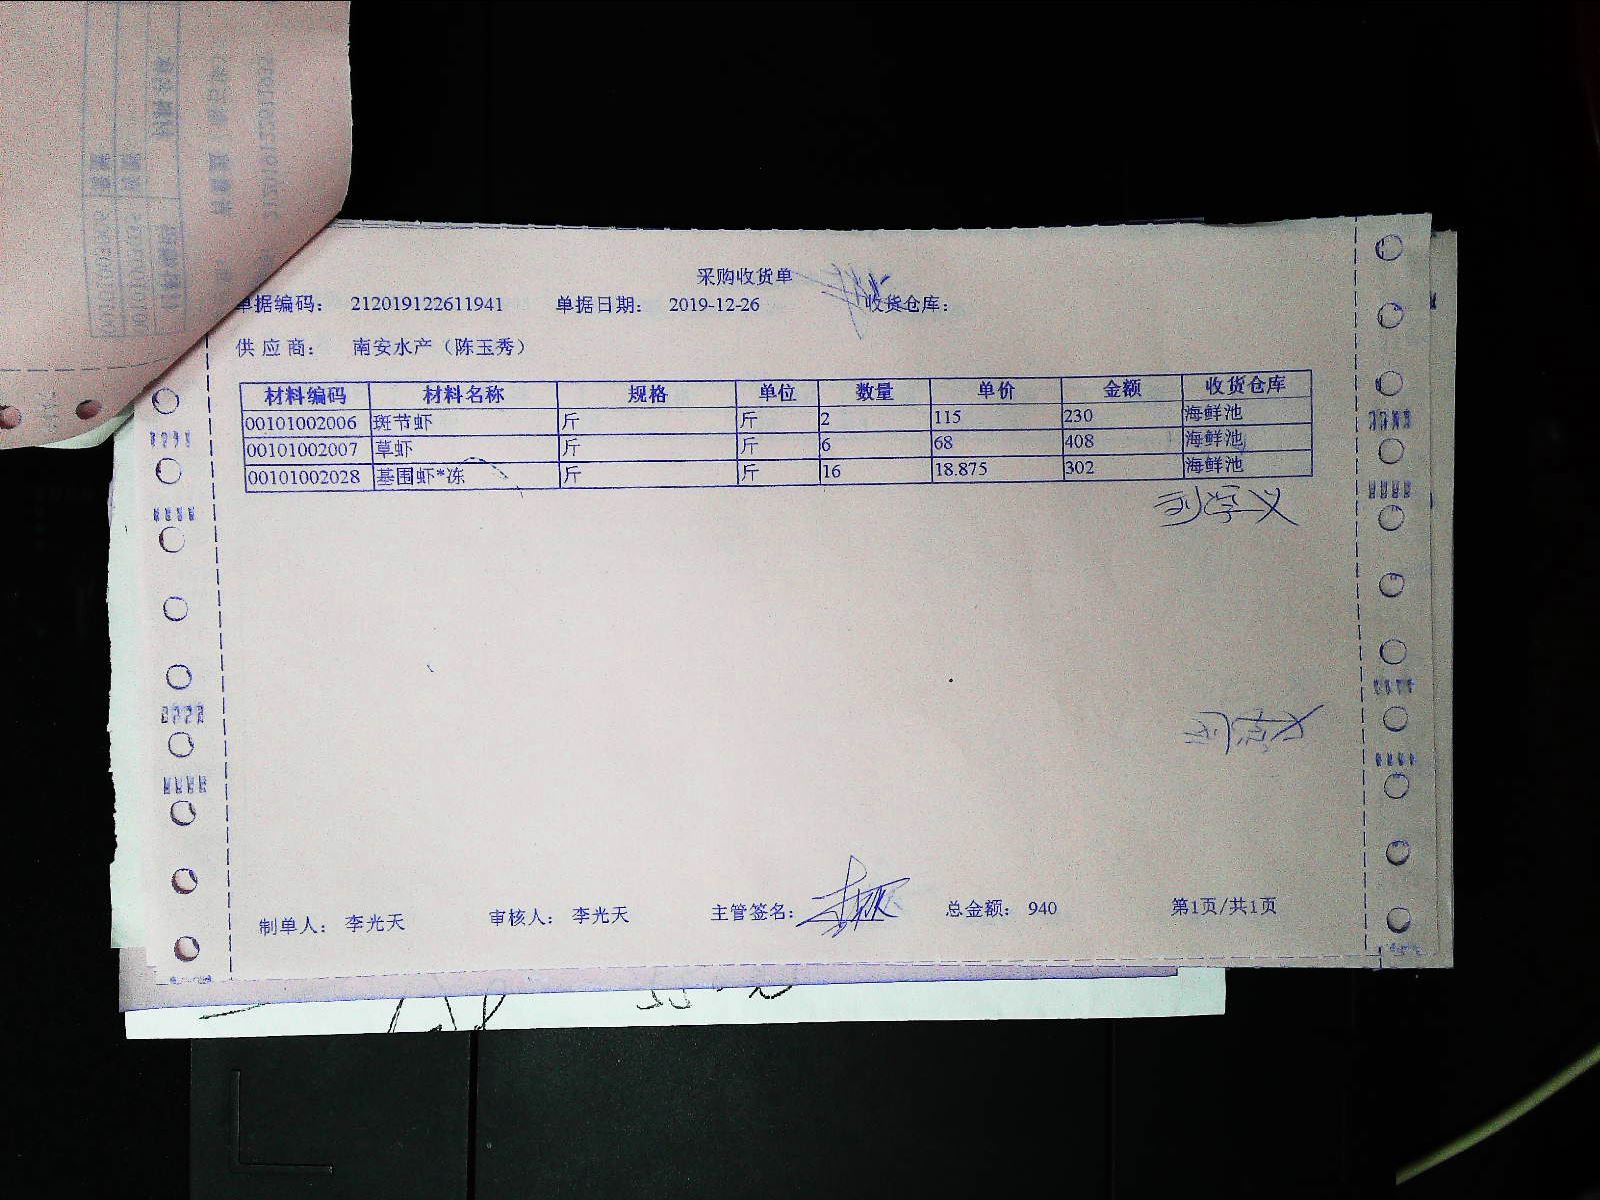 采购收货单
单据编码： 212019122611941 单据日期： 2019-12-26 收货仓库：
供应商： 南安水产（陈玉秀）
材料编码 材料名称 规格 单位 数量 单价 金额 收货仓库
00101002006 斑节虾 斤 斤 2 115 230 海鲜池
00101002007 草虾 斤 斤 6 68 408 海鲜池
00101002028 基围虾*冻 斤 斤 16 18.875 302 海鲜池
制单人： 李光天 审核人： 李光天 主管签名： 总金额： 940 第1页/共1页